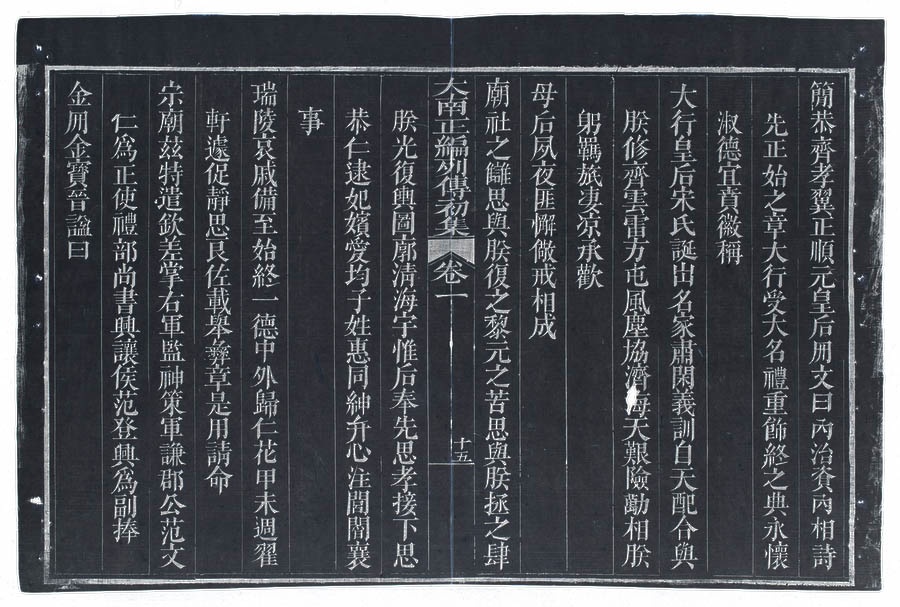 簡恭齊孝翼正順元皇后册文曰內治資內相詩
先正始之章大行受大名禮重飾終之典永懷
淑德宜賁徽稱
大行皇后宋氏誕出名家肅閑義訓自天配合與
朕修齊雲雷方屯風塵協濟海天艱險勤相朕
躬羈旅凄凉承歡
母后夙夜匪懈儆戒相成
廟社之讎思與朕復之黎元之苦思與朕拯之肆
大南正編列傳初集 卷一 十五
朕光復輿圖廓清海宇惟后奉先思孝接下思
恭仁逮妃嬪愛均子姓惠同紳弁心注闇闇襄
事
瑞陵哀戚備至始終一德中外歸仁花甲未週翟
軒遽促靜思良佐載舉彝章是用請命
宗廟兹特遣欽差掌右軍監神策軍謙郡公范文
仁為正使禮部尚書興讓侯范登興為副捧
金册金寶晉謚曰